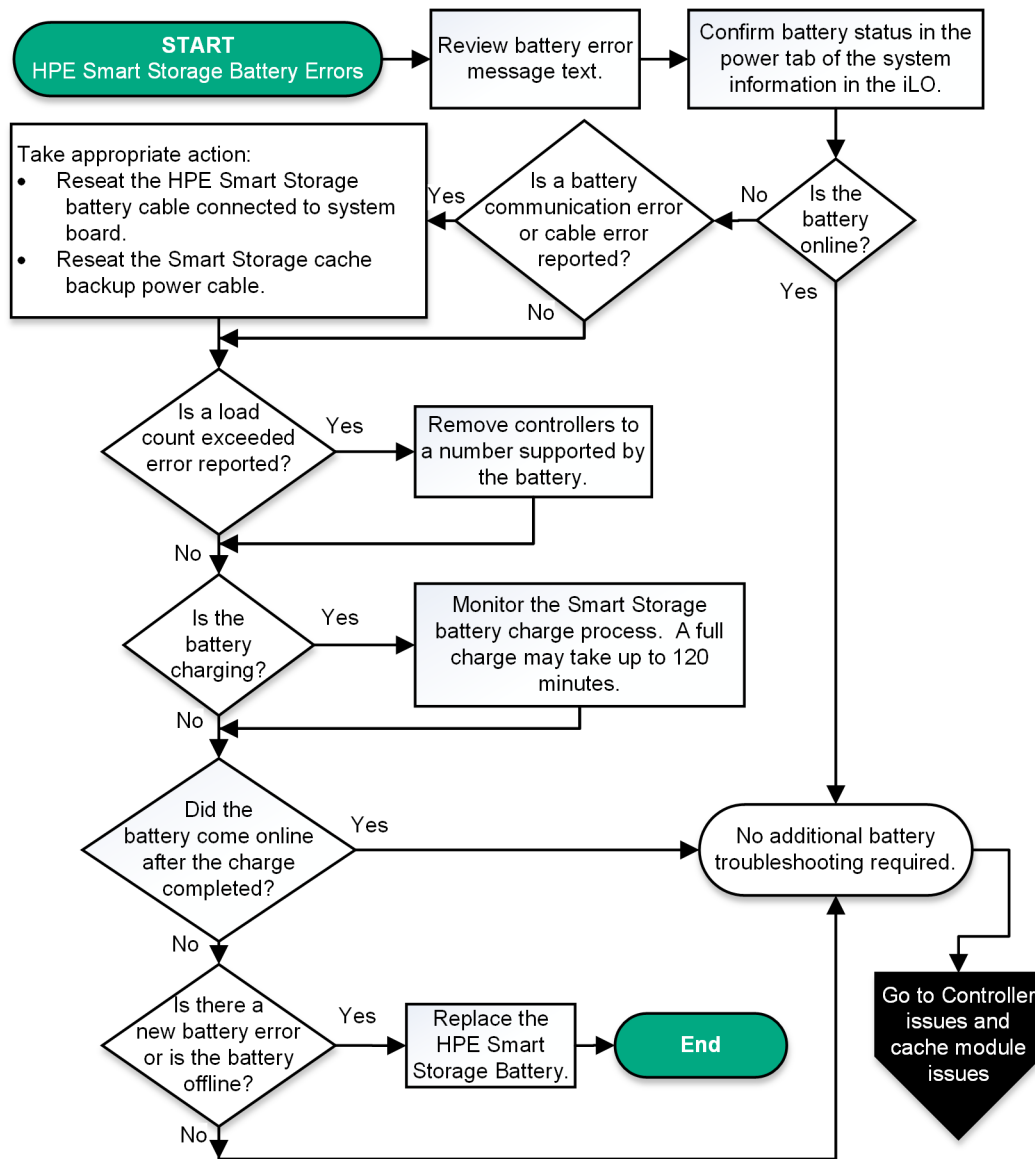 START
HPE Smart Storage Battery Errors
Review battery error
message text.
Confirm battery status in the
power tab of the system
information in the iLO.
Is the
battery
online?
No
Yes
Is a battery
communication error
or cable error
reported?
Yes
No
Take appropriate action:
• Reseat the HPE Smart Storage
battery cable connected to system
board.
• Reseat the Smart Storage cache
backup power cable.
Is a load
count exceeded
error reported?
Yes
Remove controllers to
a number supported by
the battery.
No
Is the
battery
charging?
Yes
Monitor the Smart Storage
battery charge process. A full
charge may take up to 120
minutes.
No
Did the
battery come online
after the charge
completed?
Yes
No additional battery
troubleshooting required.
No
Is there a
new battery error
or is the battery
offline?
Yes
Replace the
HPE Smart
Storage Battery.
End
Go to Controller
issues and
cache module
issues
No